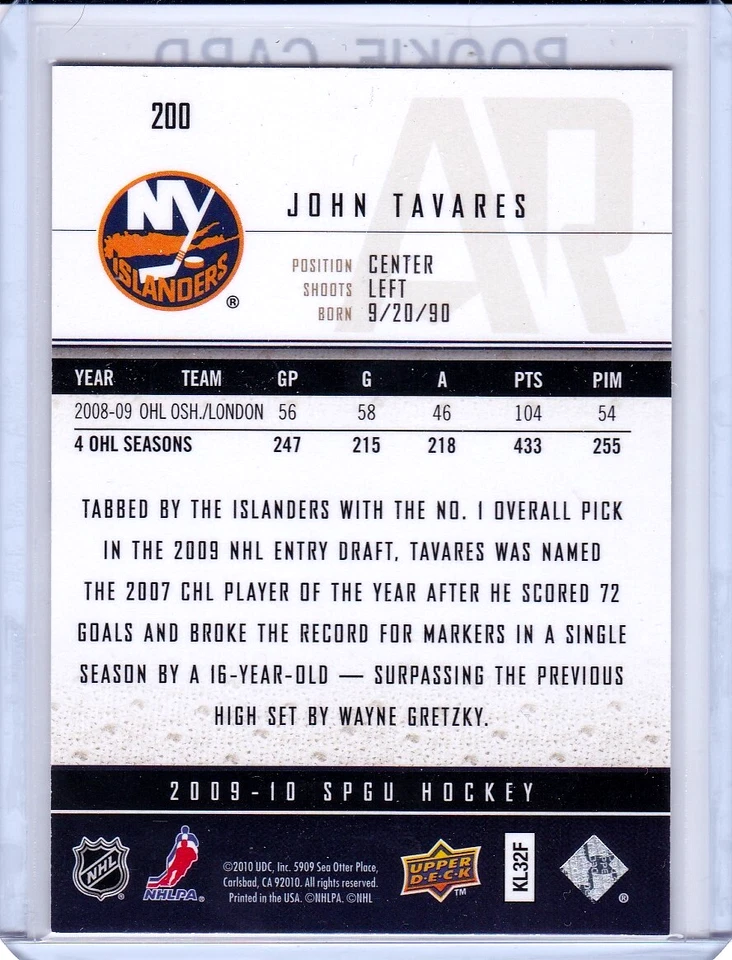 ROOKIE CARD
200
AR
NY
ISLANDERS
®
JOHN TAVARES
POSITION CENTER
SHOOTS LEFT
BORN 9/20/90
YEAR TEAM GP G A PTS PIM
2008-09 OHL OSH./LONDON 56 58 46 104 54
4 OHL SEASONS 247 215 218 433 255
TABBED BY THE ISLANDERS WITH THE NO. 1 OVERALL PICK
IN THE 2009 NHL ENTRY DRAFT, TAVARES WAS NAMED
THE 2007 CHL PLAYER OF THE YEAR AFTER HE SCORED 72
GOALS AND BROKE THE RECORD FOR MARKERS IN A SINGLE
SEASON BY A 16-YEAR-OLD — SURPASSING THE PREVIOUS
HIGH SET BY WAYNE GRETZKY.
2009-10 SPGU HOCKEY
NHL
NHLPA.
©2010 UDC, Inc. 5909 Sea Otter Place,
Carlsbad, CA 92010. All rights reserved.
Printed in the USA. ©NHLPA. ©NHL
UPPER
D·E·C·K
™
KL32F
®